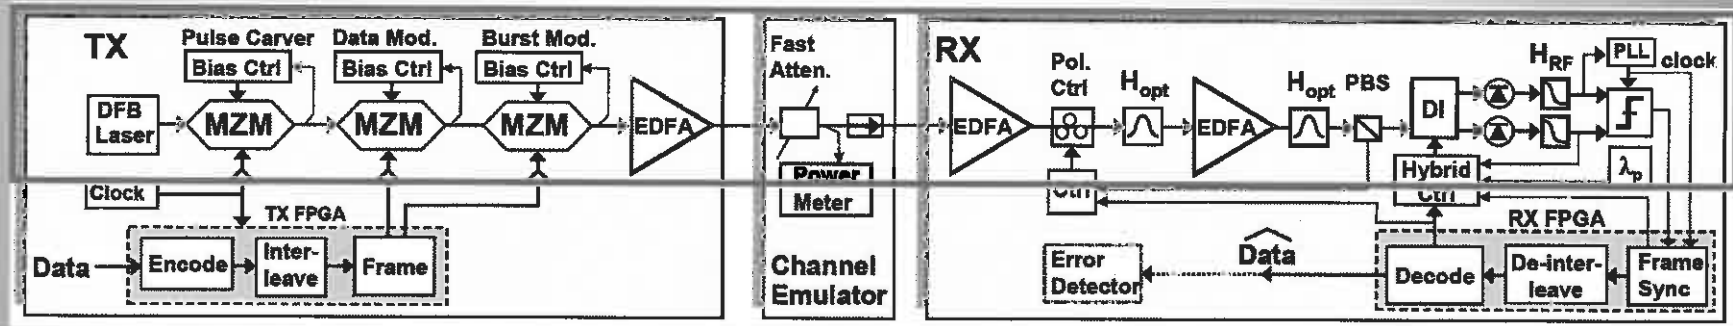 TX
Pulse Carver
Bias Ctrl
Data Mod.
Bias Ctrl
Burst Mod.
Bias Ctrl
DFB
Laser
MZM
MZM
MZM
EDFA
Clock
TX FPGA
Data
Encode
Inter-
leave
Frame
Fast
Atten.
Power
Meter
Channel
Emulator
RX
EDFA
Pol.
Ctrl
Hopt
EDFA
Hopt
PBS
DI
HRF
PLL
clock
Ctrl
Hybrid
Ctrl
λp
RX FPGA
Error
Detector
Data
Decode
De-inter-
leave
Frame
Sync